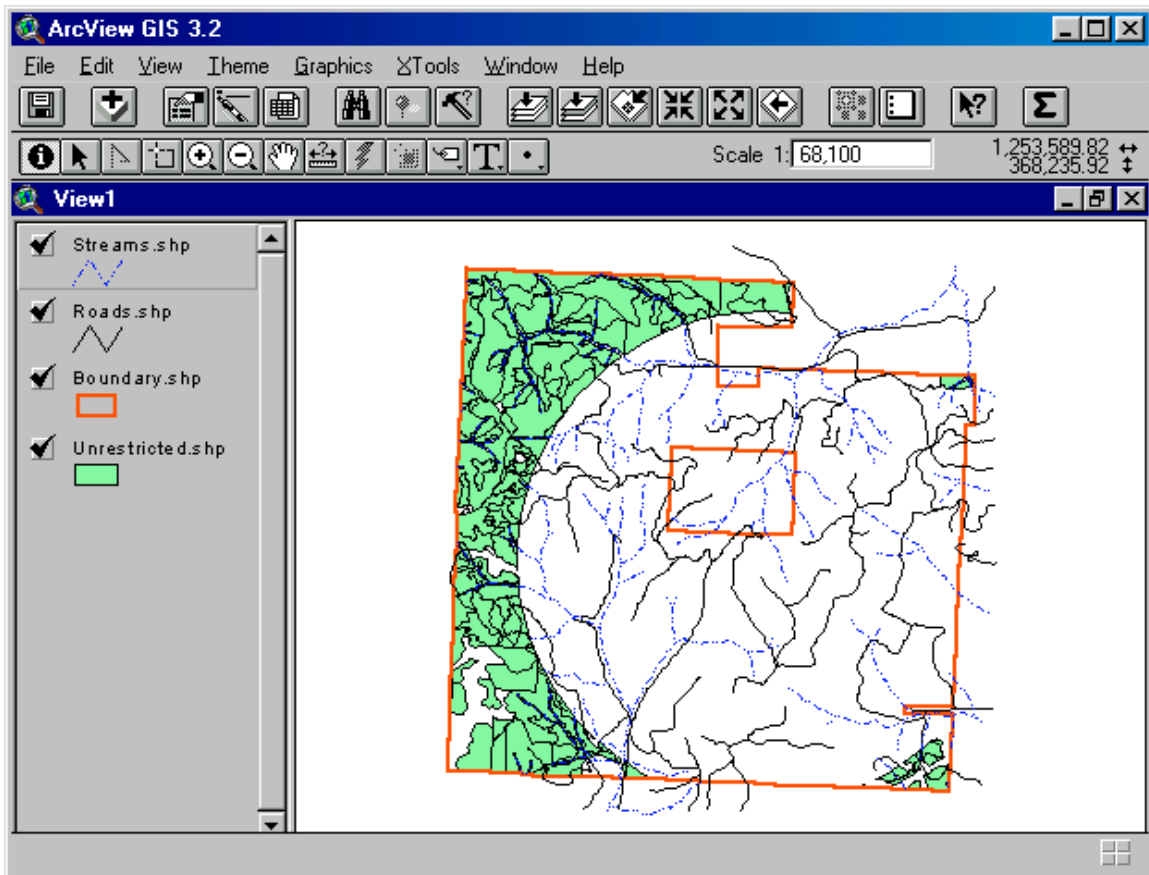 ArcView GIS 3.2
File Edit View Theme Graphics XTools Window Help
Scale 1: 68,100
1,253,589.82
368,235.92
View1
Streams.shp
Roads.shp
Boundary.shp
Unrestricted.shp